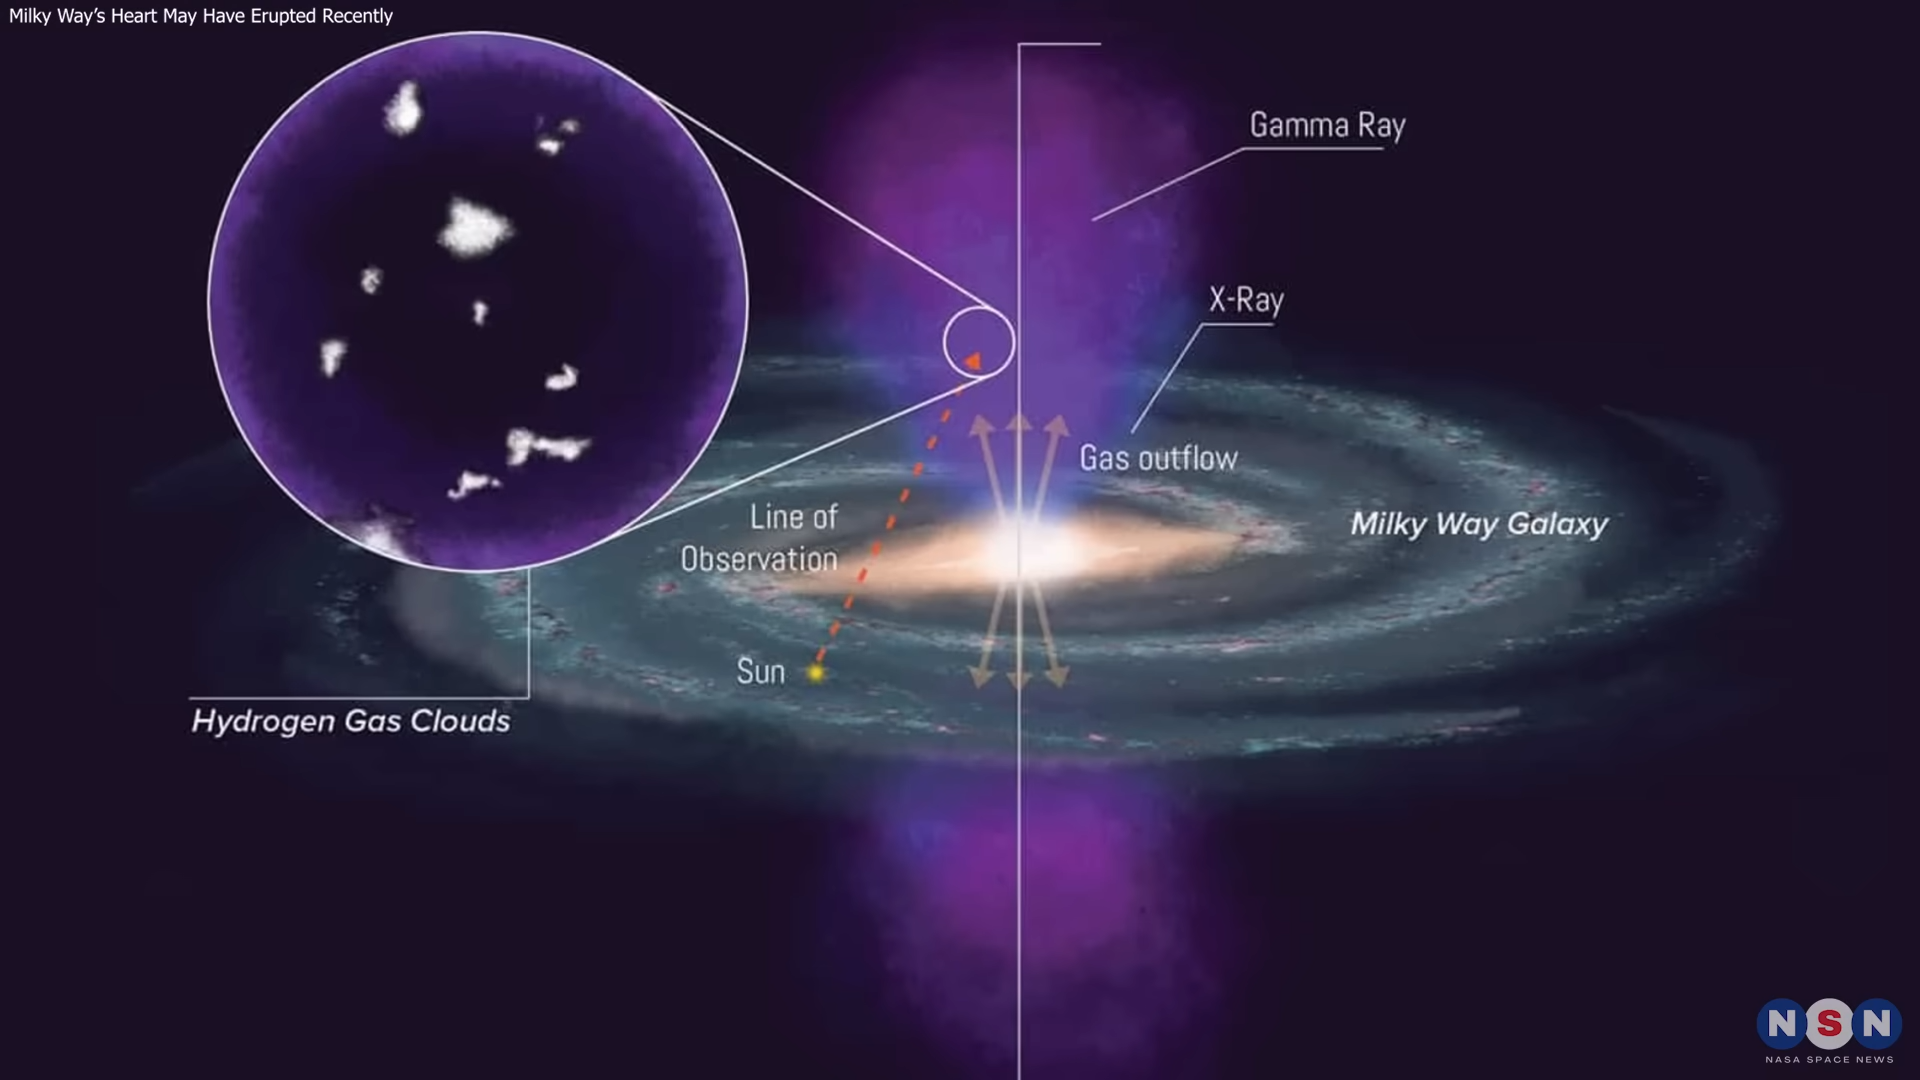 Milky Way’s Heart May Have Erupted Recently
Gamma Ray
X-Ray
Gas outflow
Milky Way Galaxy
Line of
Observation
Sun
Hydrogen Gas Clouds
NSN
NASA SPACE NEWS